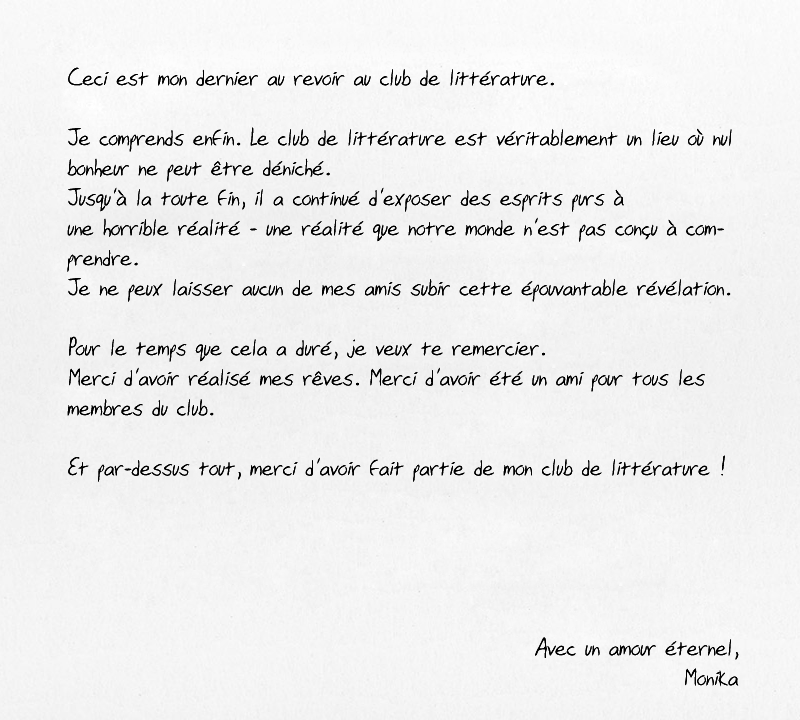 Ceci est mon dernier au revoir au club de littérature.
Je comprends enfin. Le club de littérature est véritablement un lieu où nul
bonheur ne peut être déniché.
Jusqu'à la toute fin, il a continué d'exposer des esprits purs à
une horrible réalité - une réalité que notre monde n'est pas conçu à com-
prendre.
Je ne peux laisser aucun de mes amis subir cette épouvantable révélation.
Pour le temps que cela a duré, je veux te remercier.
Merci d'avoir réalisé mes rêves. Merci d'avoir été un ami pour tous les
membres du club.
Et par-dessus tout, merci d'avoir fait partie de mon club de littérature !
Avec un amour éternel,
Monika